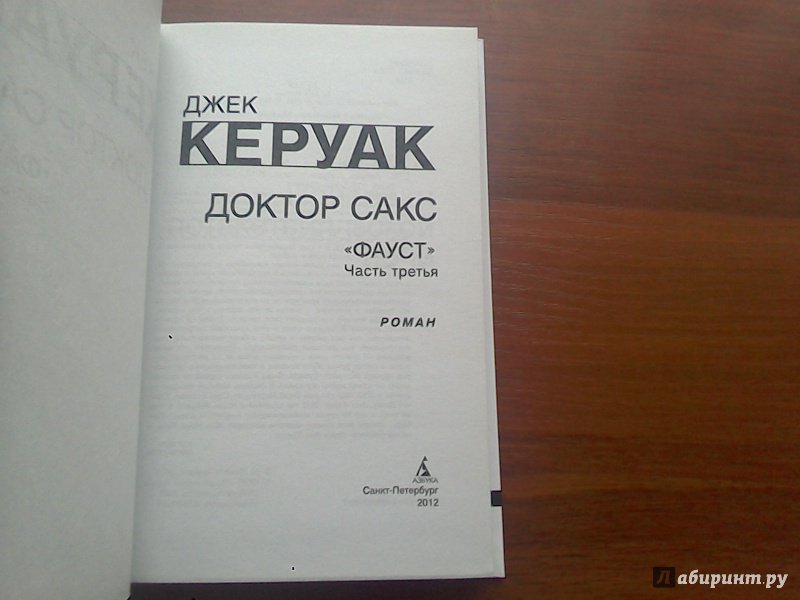 ДЖЕК
КЕРУАК
ДОКТОР САКС
«ФАУСТ»
Часть третья
РОМАН
АЗБУКА
Санкт-Петербург
2012
Лабиринт.ру